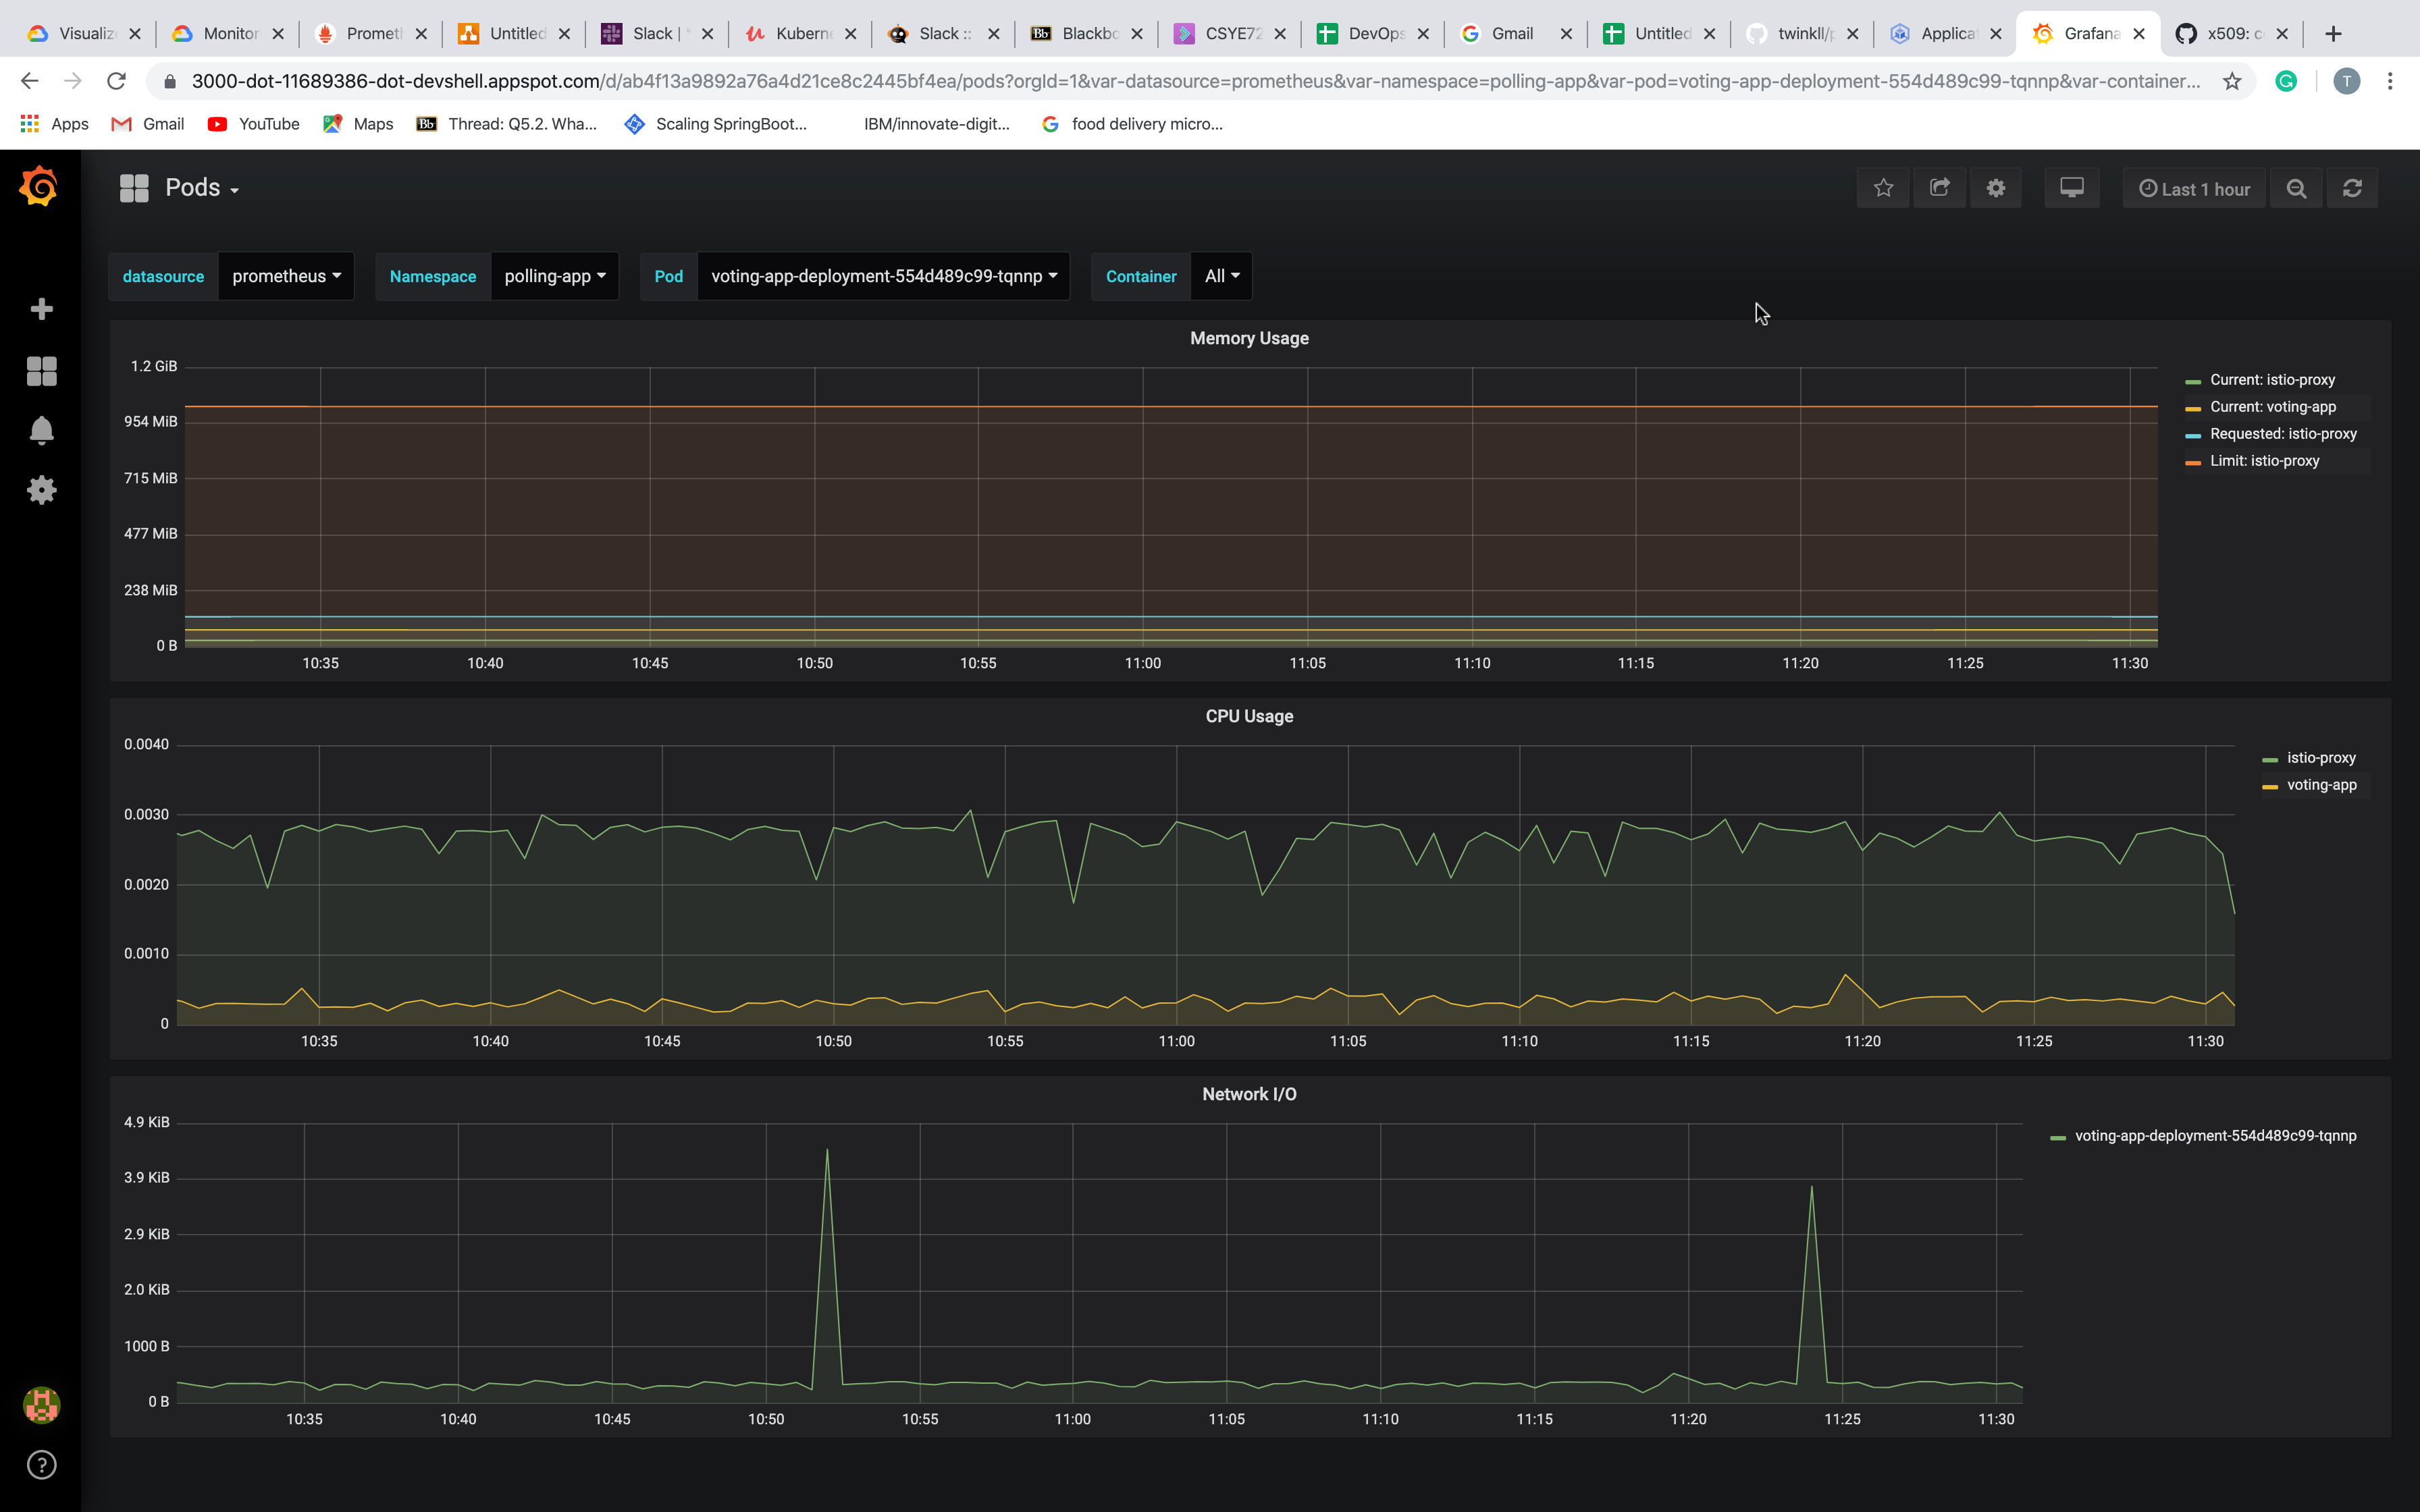 Visualiz Monitor Prometh Untitled Slack | * Kuberne Slack :: Blackbo CSYE72 DevOps Gmail Untitled twinkll/p Applicat Grafana x509: c
3000-dot-11689386-dot-devshell.appspot.com/d/ab4f13a9892a76a4d21ce8c2445bf4ea/pods?orgId=1&var-datasource=prometheus&var-namespace=polling-app&var-pod=voting-app-deployment-554d489c99-tqnnp&var-container... T
Apps Gmail YouTube Maps Bb Thread: Q5.2. Wha... Scaling SpringBoot... IBM/innovate-digit... food delivery micro...
Pods Last 1 hour
datasource prometheus Namespace polling-app Pod voting-app-deployment-554d489c99-tqnnp Container All
Memory Usage
1.2 GiB
954 MiB
715 MiB
477 MiB
238 MiB
0 B
10:35 10:40 10:45 10:50 10:55 11:00 11:05 11:10 11:15 11:20 11:25 11:30
Current: istio-proxy
Current: voting-app
Requested: istio-proxy
Limit: istio-proxy
CPU Usage
0.0040
0.0030
0.0020
0.0010
0
10:35 10:40 10:45 10:50 10:55 11:00 11:05 11:10 11:15 11:20 11:25 11:30
istio-proxy
voting-app
Network I/O
4.9 KiB
3.9 KiB
2.9 KiB
2.0 KiB
1000 B
0 B
10:35 10:40 10:45 10:50 10:55 11:00 11:05 11:10 11:15 11:20 11:25 11:30
voting-app-deployment-554d489c99-tqnnp